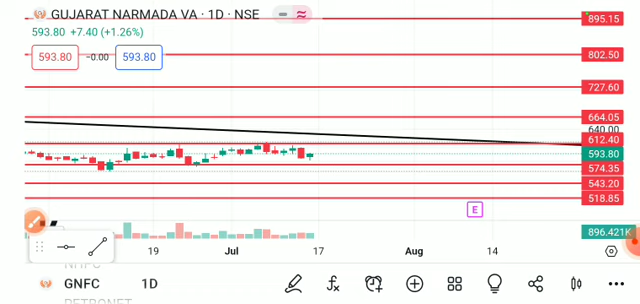 GUJARAT NARMADA VA · 1D · NSE
593.80 +7.40 (+1.26%)
593.80 −0.00 593.80
895.15
802.50
727.60
664.05
640.00
612.40
593.80
574.35
543.20
518.85
E
896.421K
19 Jul 17 Aug 14
NHFC
GNFC 1D
PETRONET